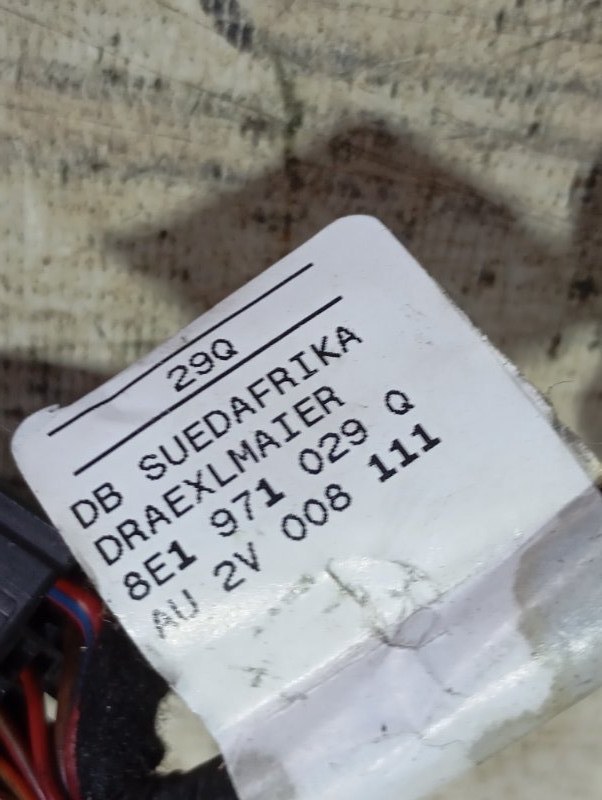 29Q
DB SUEDAFRIKA
DRAEXLMAIER
8E1 971 029 Q
AU 2V 008 111